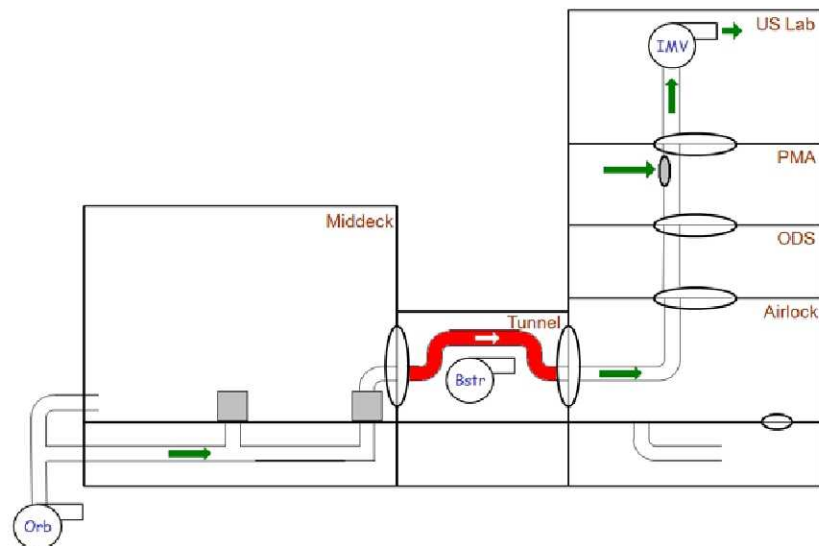 US Lab
IMV
PMA
Middeck
ODS
Tunnel
Airlock
Bstr
Orb